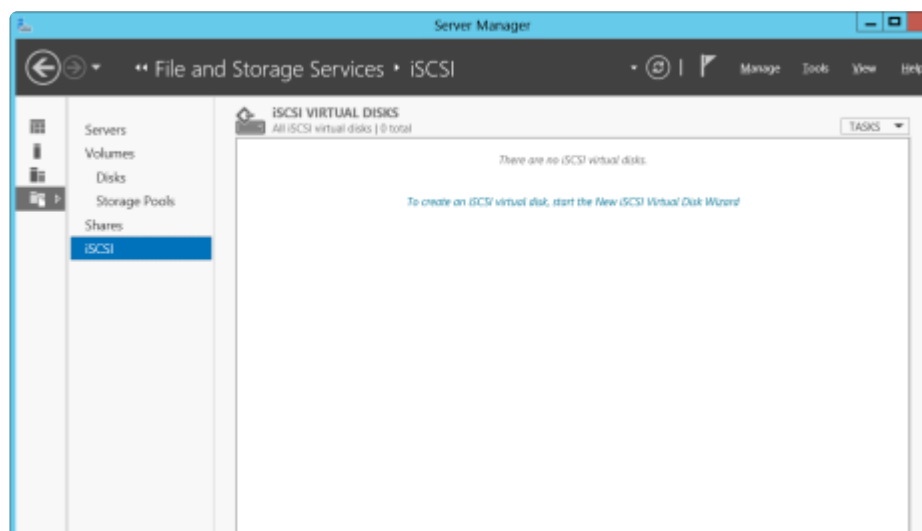 Server Manager
◂◂ File and Storage Services ‣ iSCSI
Manage Tools View Help
Servers
Volumes
Disks
Storage Pools
Shares
iSCSI
iSCSI VIRTUAL DISKS
All iSCSI virtual disks | 0 total
TASKS
There are no iSCSI virtual disks.
To create an iSCSI virtual disk, start the New iSCSI Virtual Disk Wizard